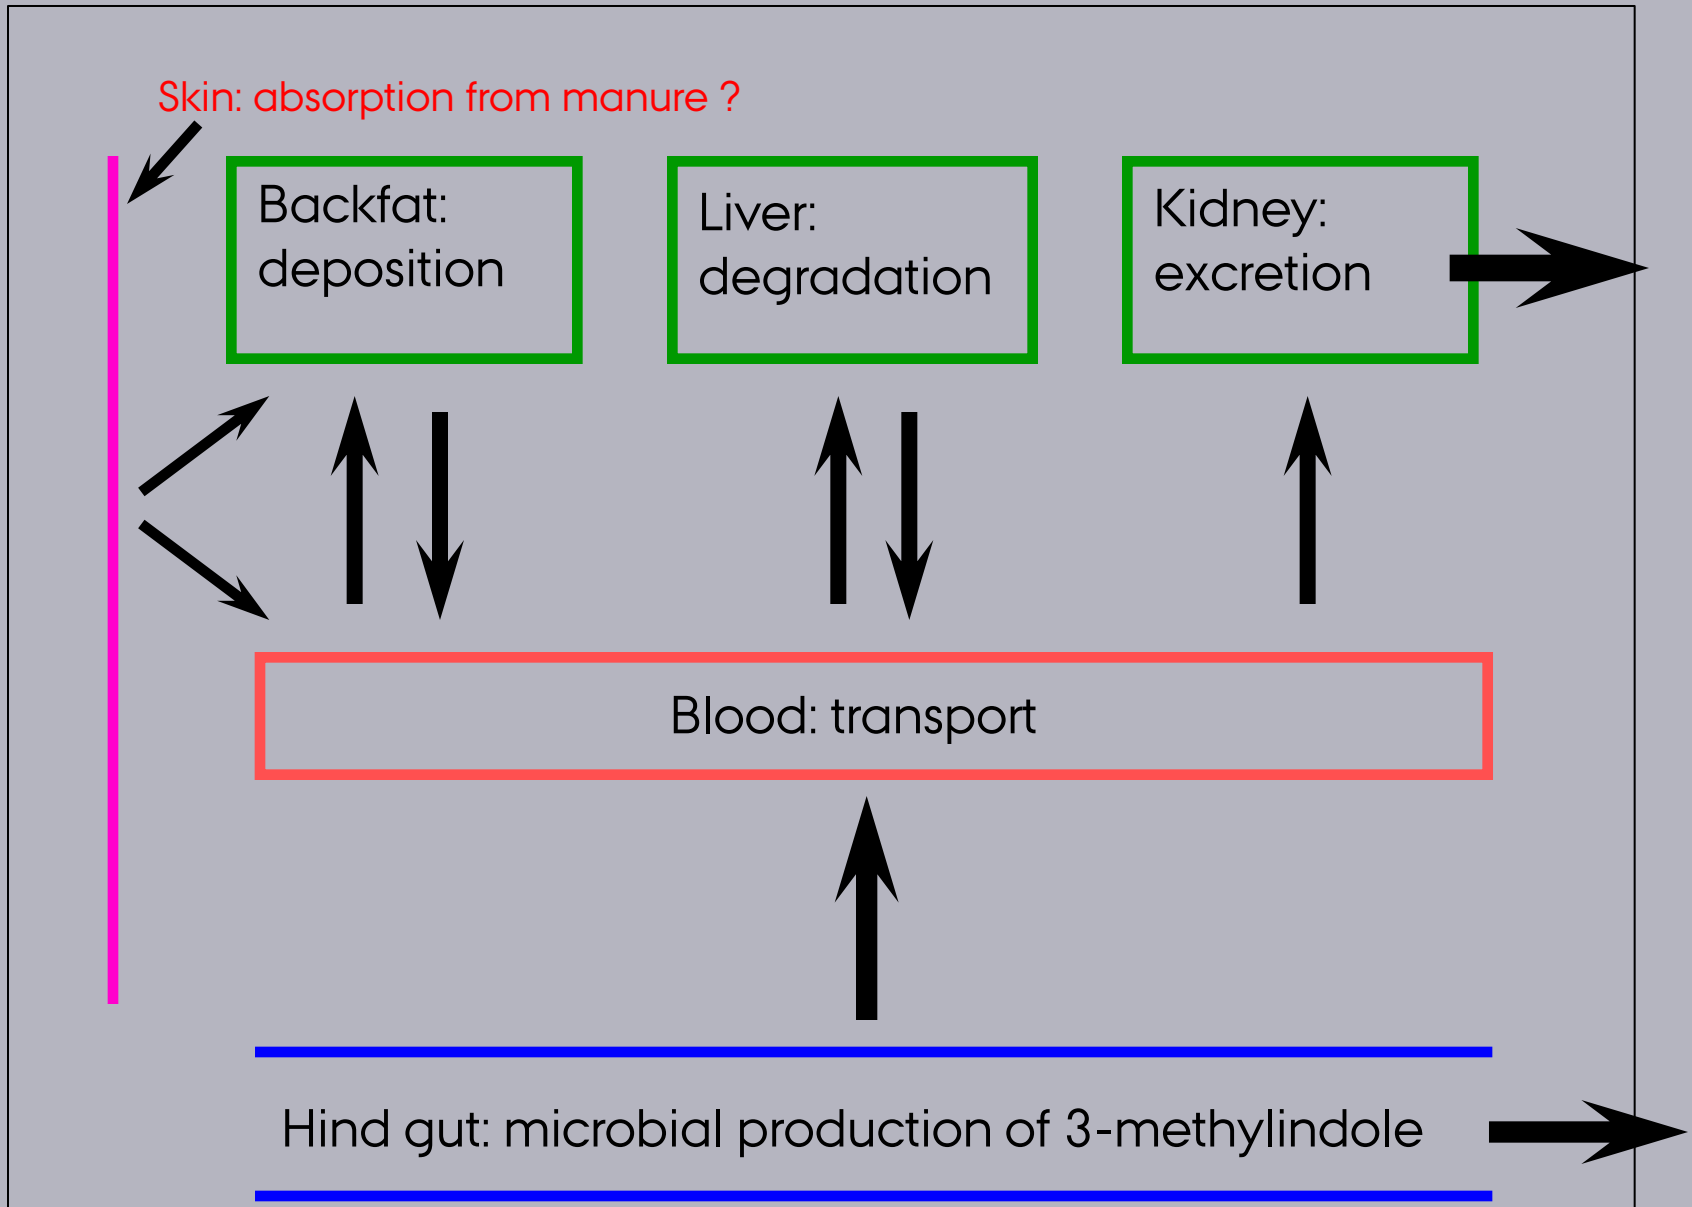 Skin: absorption from manure ?
Backfat:
deposition
Liver:
degradation
Kidney:
excretion
Blood: transport
Hind gut: microbial production of 3-methylindole